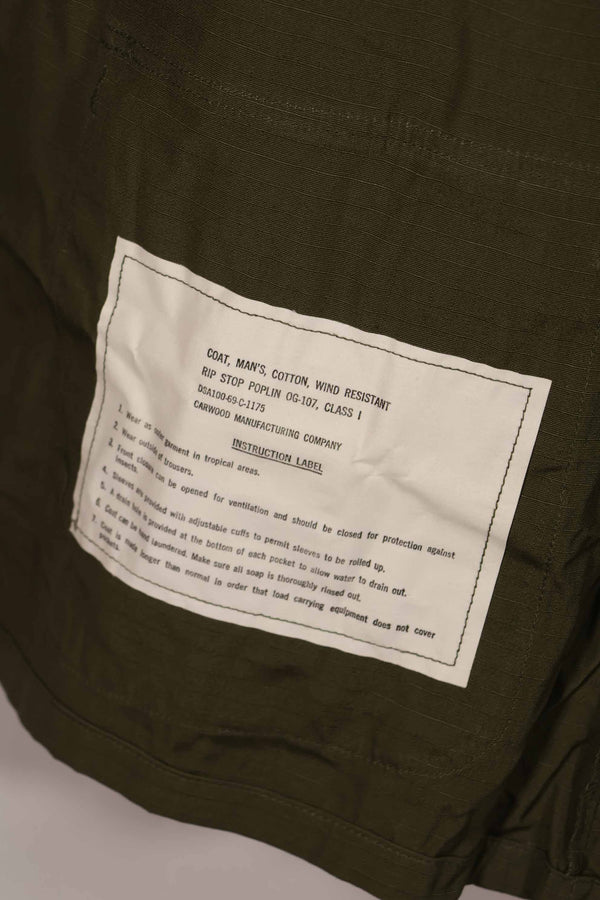 COAT, MAN'S, COTTON, WIND RESISTANT
RIP STOP POPLIN OG-107, CLASS I
DSA100-69-C-1175
CARWOOD MANUFACTURING COMPANY
INSTRUCTION LABEL
1. Wear as outer garment in tropical areas.
2. Wear outside of trousers.
3. Front closure can be opened for ventilation and should be closed for protection against
insects.
4. Sleeves are provided with adjustable cuffs to permit sleeves to be rolled up.
5. A drain hole is provided at the bottom of each pocket to allow water to drain out.
6. Coat can be hand laundered. Make sure all soap is thoroughly rinsed out.
7. Coat is made longer than normal in order that load carrying equipment does not cover
pockets.